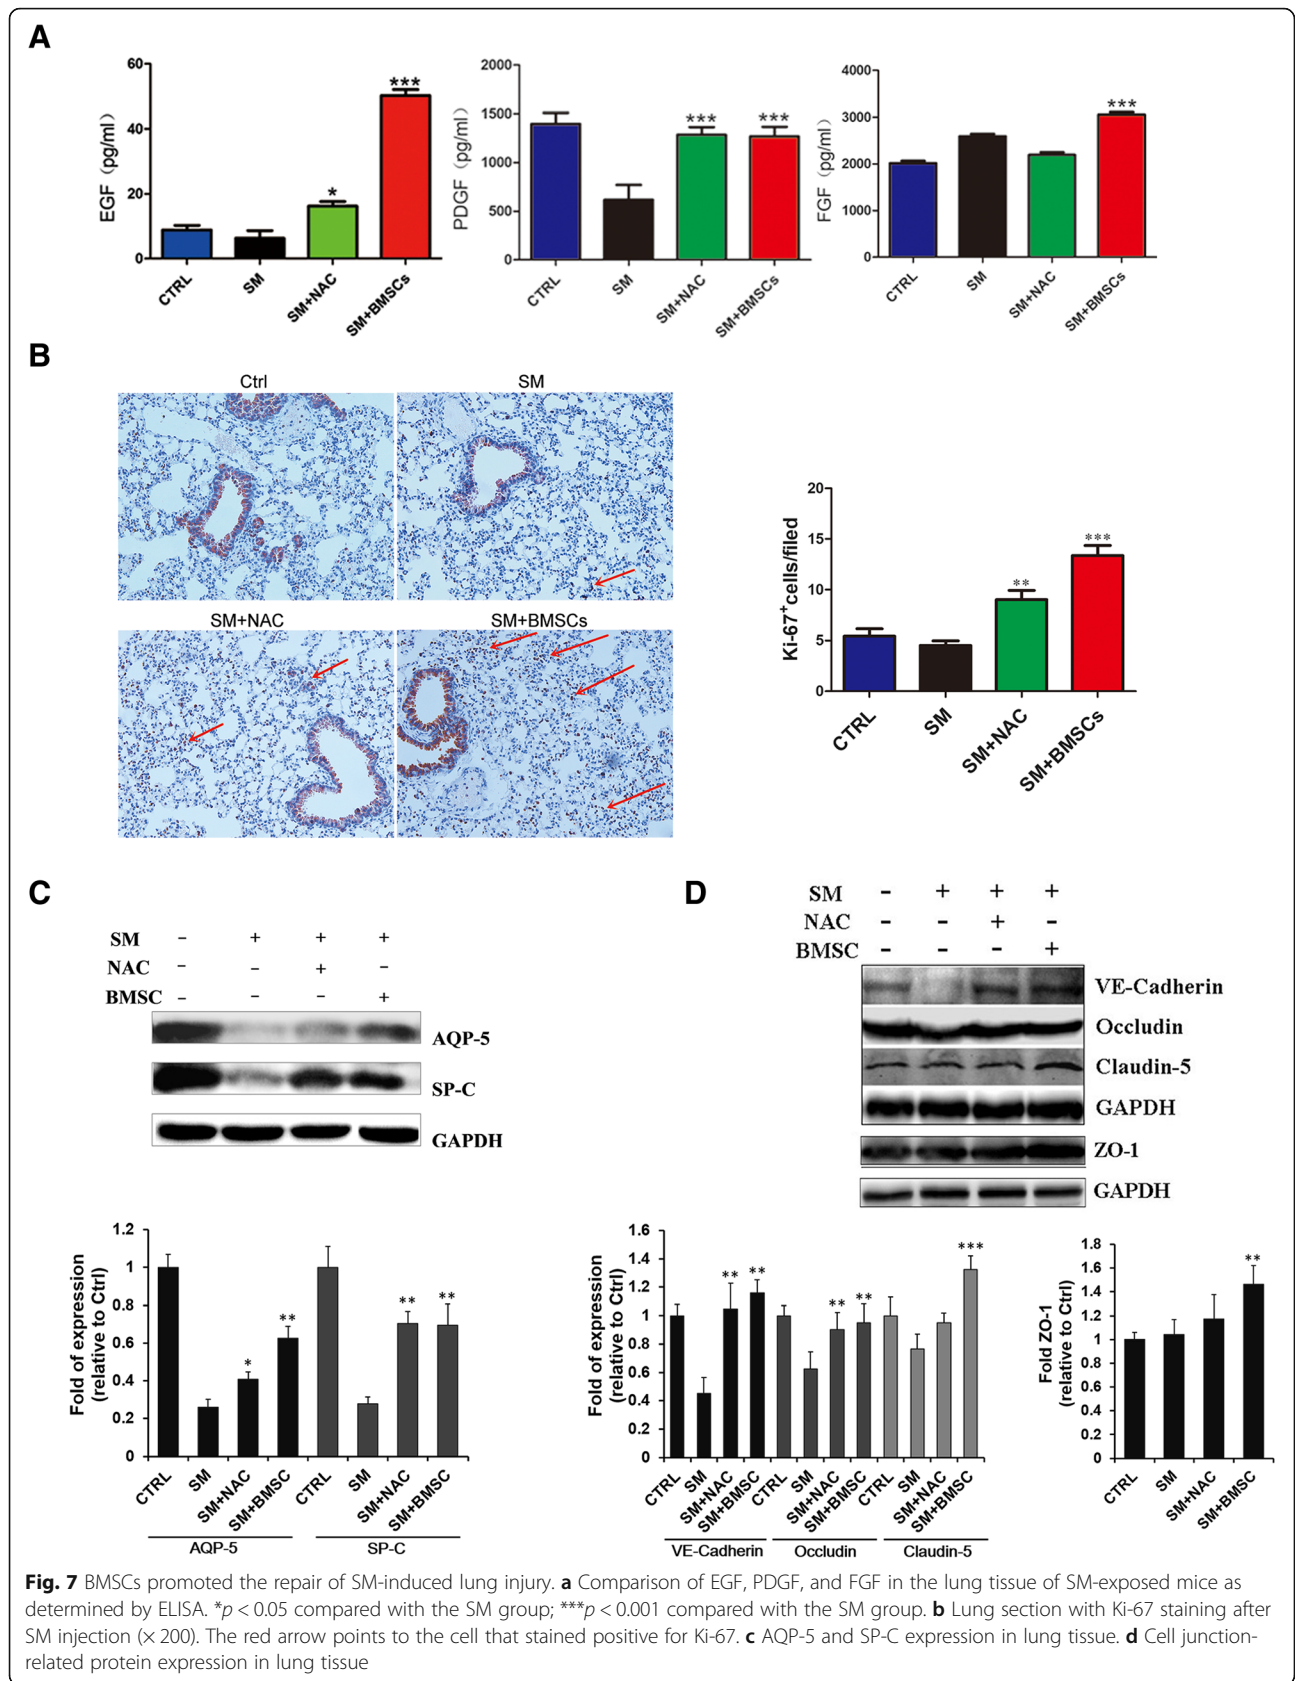 A
60
40
20
0
EGF (pg/ml)
*
***
CTRL
SM
SM+NAC
SM+BMSCs
2000
1500
1000
500
0
PDGF (pg/ml)
***
***
CTRL
SM
SM+NAC
SM+BMSCs
4000
3000
2000
1000
0
FGF (pg/ml)
***
CTRL
SM
SM+NAC
SM+BMSCs
B
Ctrl
SM
SM+NAC
SM+BMSCs
20
15
10
5
0
Ki-67+cells/filed
**
***
CTRL
SM
SM+NAC
SM+BMSCs
C
SM - + + +
NAC - - + -
BMSC - - - +
AQP-5
SP-C
GAPDH
1.2
1
0.8
0.6
0.4
0.2
0
Fold of expression
(relative to Ctrl)
*
**
**
**
CTRL
SM
SM+NAC
SM+BMSC
CTRL
SM
SM+NAC
SM+BMSC
AQP-5
SP-C
D
SM - + + +
NAC - - + -
BMSC - - - +
VE-Cadherin
Occludin
Claudin-5
GAPDH
ZO-1
GAPDH
1.6
1.4
1.2
1
0.8
0.6
0.4
0.2
0
Fold of expression
(relative to Ctrl)
**
**
**
**
***
CTRL
SM
SM+NAC
SM+BMSC
CTRL
SM
SM+NAC
SM+BMSC
CTRL
SM
SM+NAC
SM+BMSC
VE-Cadherin
Occludin
Claudin-5
1.8
1.6
1.4
1.2
1
0.8
0.6
0.4
0.2
0
Fold ZO-1
(relative to Ctrl)
**
CTRL
SM
SM+NAC
SM+BMSC
Fig. 7 BMSCs promoted the repair of SM-induced lung injury. a Comparison of EGF, PDGF, and FGF in the lung tissue of SM-exposed mice as
determined by ELISA. *p < 0.05 compared with the SM group; ***p < 0.001 compared with the SM group. b Lung section with Ki-67 staining after
SM injection (× 200). The red arrow points to the cell that stained positive for Ki-67. c AQP-5 and SP-C expression in lung tissue. d Cell junction-
related protein expression in lung tissue